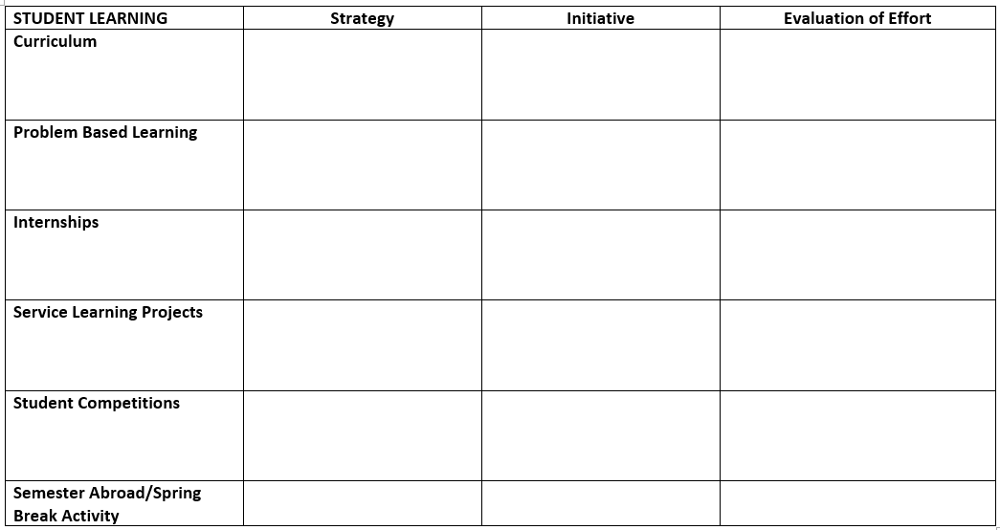 STUDENT LEARNING Strategy Initiative Evaluation of Effort
Curriculum
Problem Based Learning
Internships
Service Learning Projects
Student Competitions
Semester Abroad/Spring
Break Activity